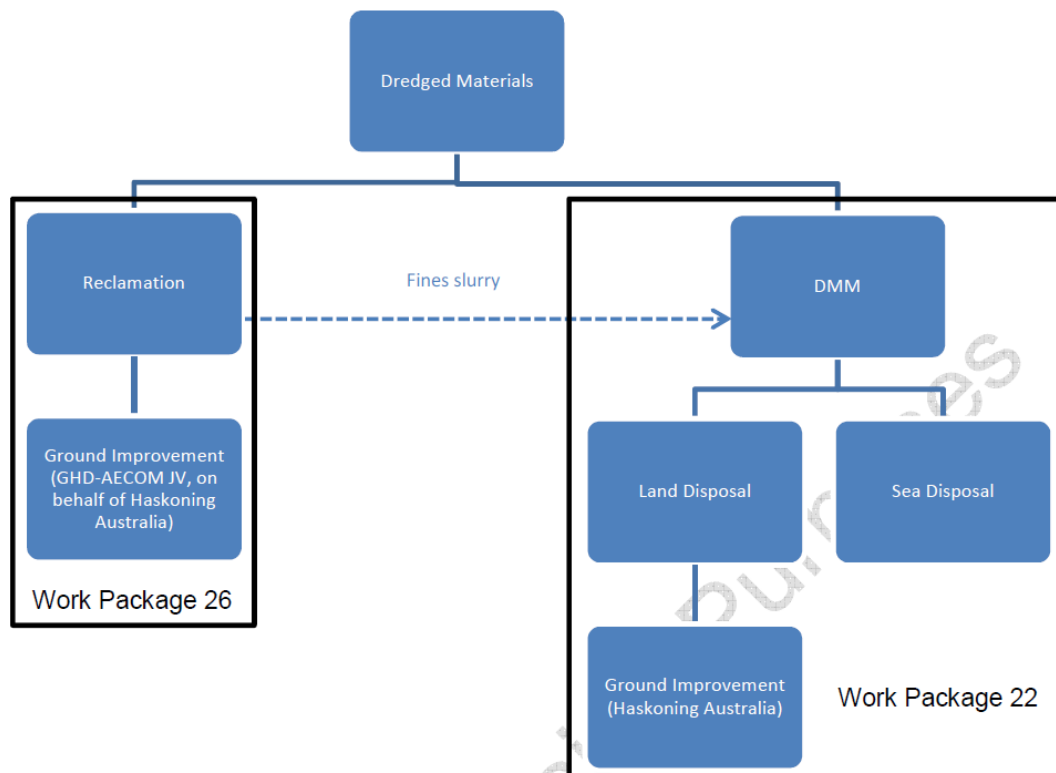 Dredged Materials
Reclamation
Fines slurry
DMM
Ground Improvement
(GHD-AECOM JV, on
behalf of Haskoning
Australia)
Land Disposal
Sea Disposal
Work Package 26
Ground Improvement
(Haskoning Australia)
Work Package 22